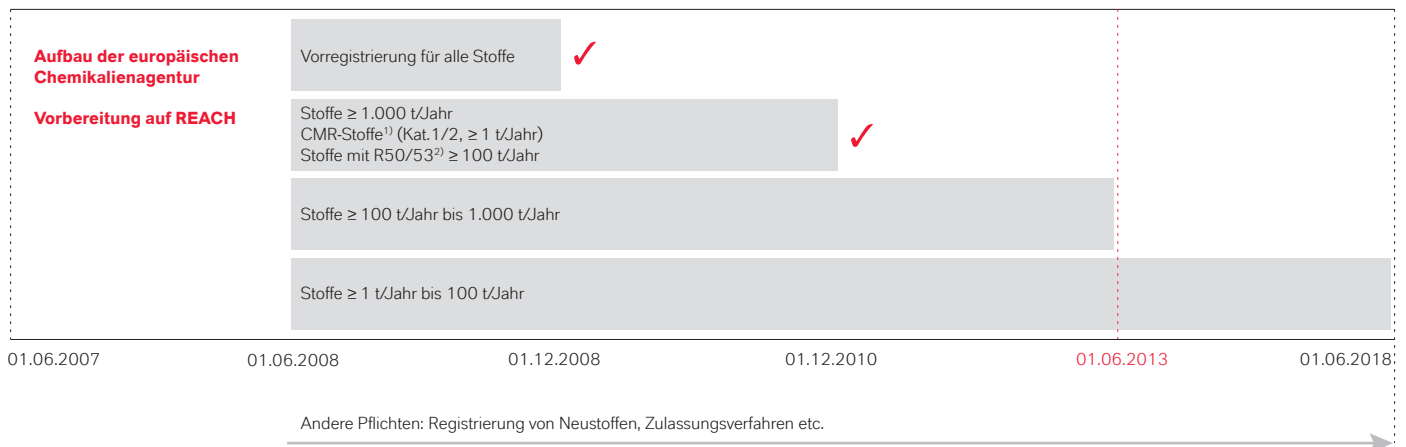 Aufbau der europäischen
Chemikalienagentur
Vorbereitung auf REACH
Vorregistrierung für alle Stoffe
✓
Stoffe ≥ 1.000 t/Jahr
CMR-Stoffe¹⁾ (Kat.1/2, ≥ 1 t/Jahr)
Stoffe mit R50/53²⁾ ≥ 100 t/Jahr
✓
Stoffe ≥ 100 t/Jahr bis 1.000 t/Jahr
Stoffe ≥ 1 t/Jahr bis 100 t/Jahr
01.06.2007 01.06.2008 01.12.2008 01.12.2010 01.06.2013 01.06.2018
Andere Pflichten: Registrierung von Neustoffen, Zulassungsverfahren etc.